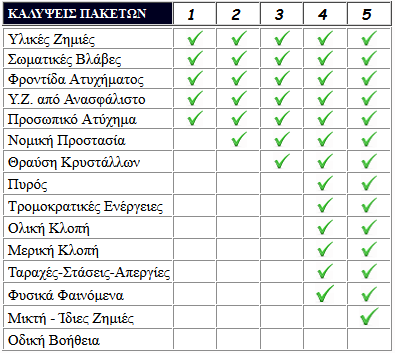 ΚΑΛΥΨΕΙΣ ΠΑΚΕΤΩΝ 1 2 3 4 5
Υλικές Ζημιές
Σωματικές Βλάβες
Φροντίδα Ατυχήματος
Υ.Ζ. από Ανασφάλιστο
Προσωπικό Ατύχημα
Νομική Προστασία
Θραύση Κρυστάλλων
Πυρός
Τρομοκρατικές Ενέργειες
Ολική Κλοπή
Μερική Κλοπή
Ταραχές-Στάσεις-Απεργίες
Φυσικά Φαινόμενα
Μικτή - Ίδιες Ζημιές
Οδική Βοήθεια